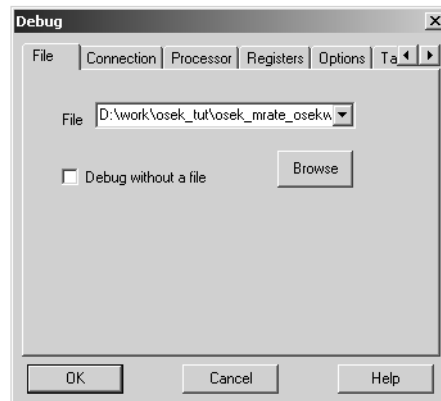 Debug
File Connection Processor Registers Options Ta
File D:\work\osek_tut\osek_mrate_osekw
Debug without a file Browse
OK Cancel Help